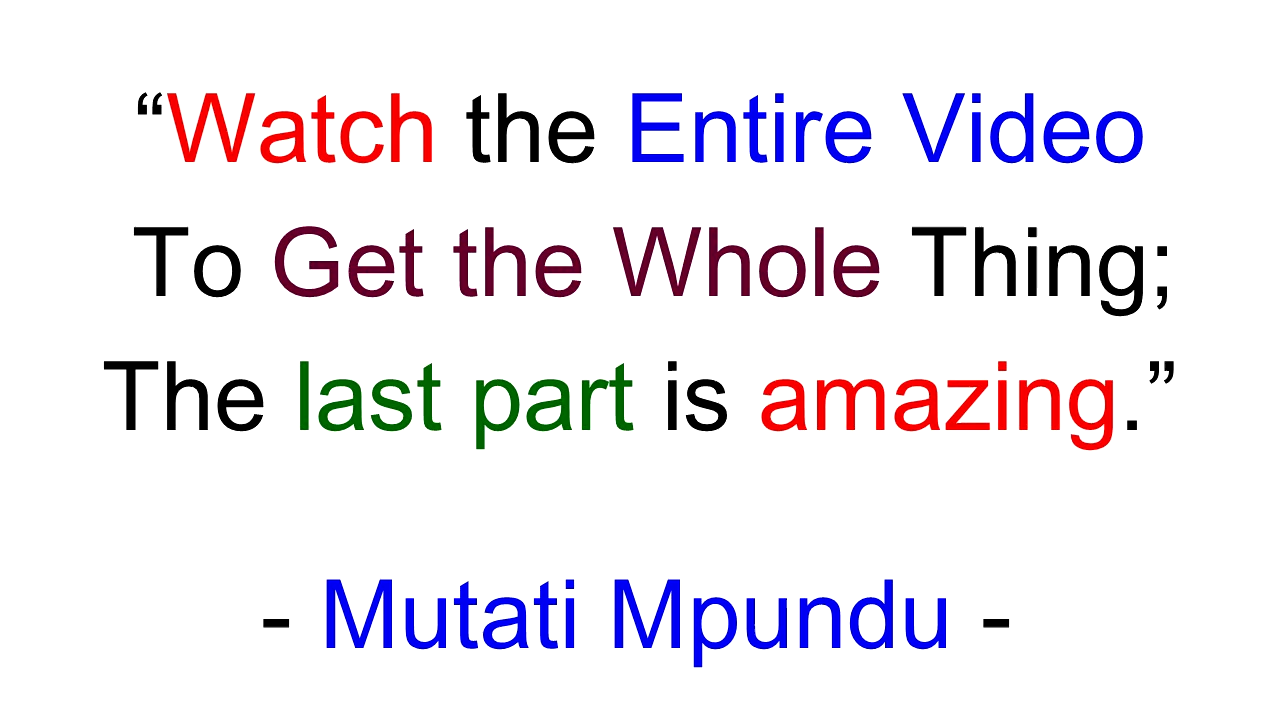 “Watch the Entire Video
To Get the Whole Thing;
The last part is amazing.”
- Mutati Mpundu -